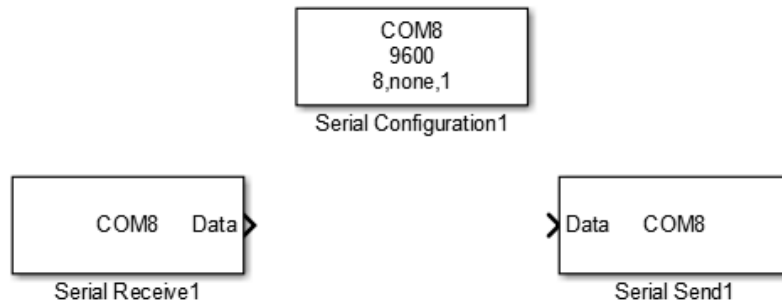 COM8
9600
8,none,1
Serial Configuration1
COM8 Data
Serial Receive1
Data COM8
Serial Send1